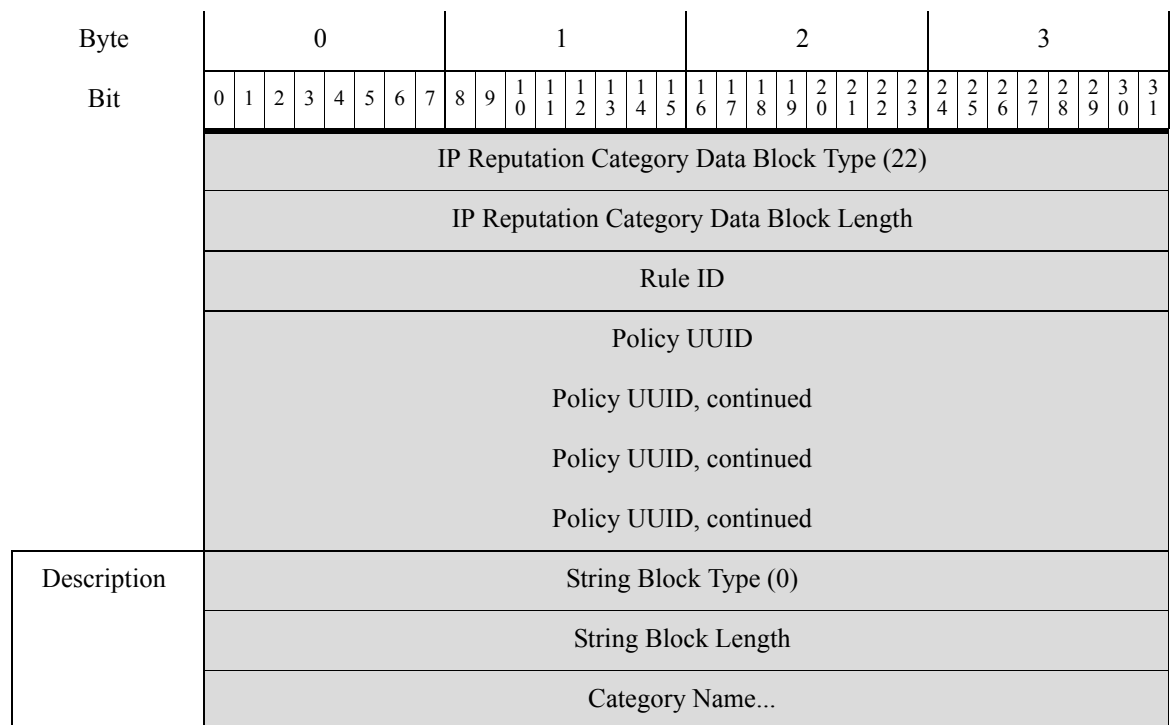 Byte 0 1 2 3
Bit 0 1 2 3 4 5 6 7 8 9 10 11 12 13 14 15 16 17 18 19 20 21 22 23 24 25 26 27 28 29 30 31
IP Reputation Category Data Block Type (22)
IP Reputation Category Data Block Length
Rule ID
Policy UUID
Policy UUID, continued
Policy UUID, continued
Policy UUID, continued
Description String Block Type (0)
String Block Length
Category Name...